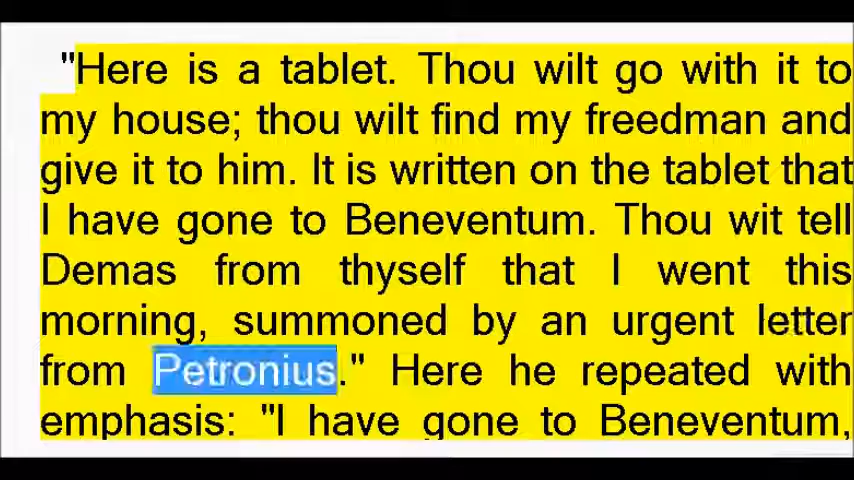 "Here is a tablet. Thou wilt go with it to
my house; thou wilt find my freedman and
give it to him. It is written on the tablet that
I have gone to Beneventum. Thou wit tell
Demas from thyself that I went this
morning, summoned by an urgent letter
from Petronius." Here he repeated with
emphasis: "I have gone to Beneventum,